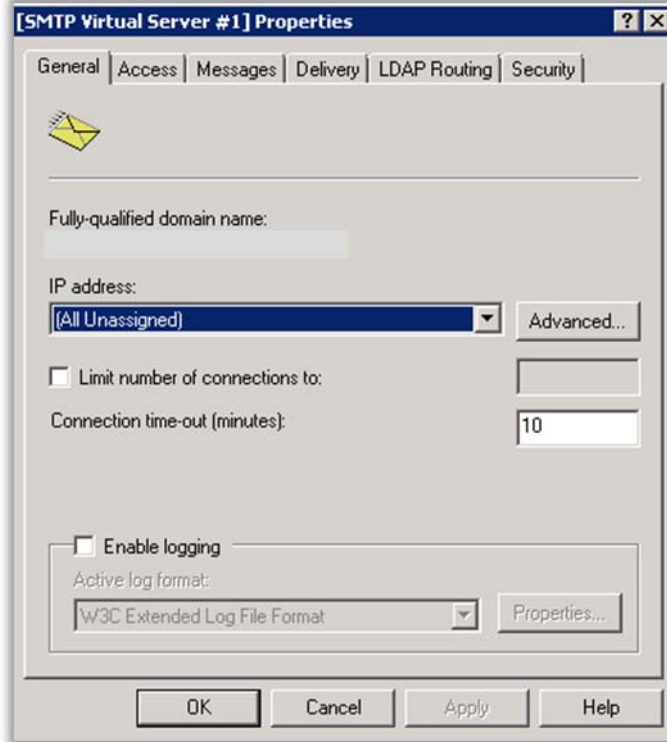 [SMTP Virtual Server #1] Properties
General Access Messages Delivery LDAP Routing Security
Fully-qualified domain name:
IP address:
(All Unassigned) Advanced...
Limit number of connections to:
Connection time-out (minutes): 10
Enable logging
Active log format:
W3C Extended Log File Format Properties...
OK Cancel Apply Help